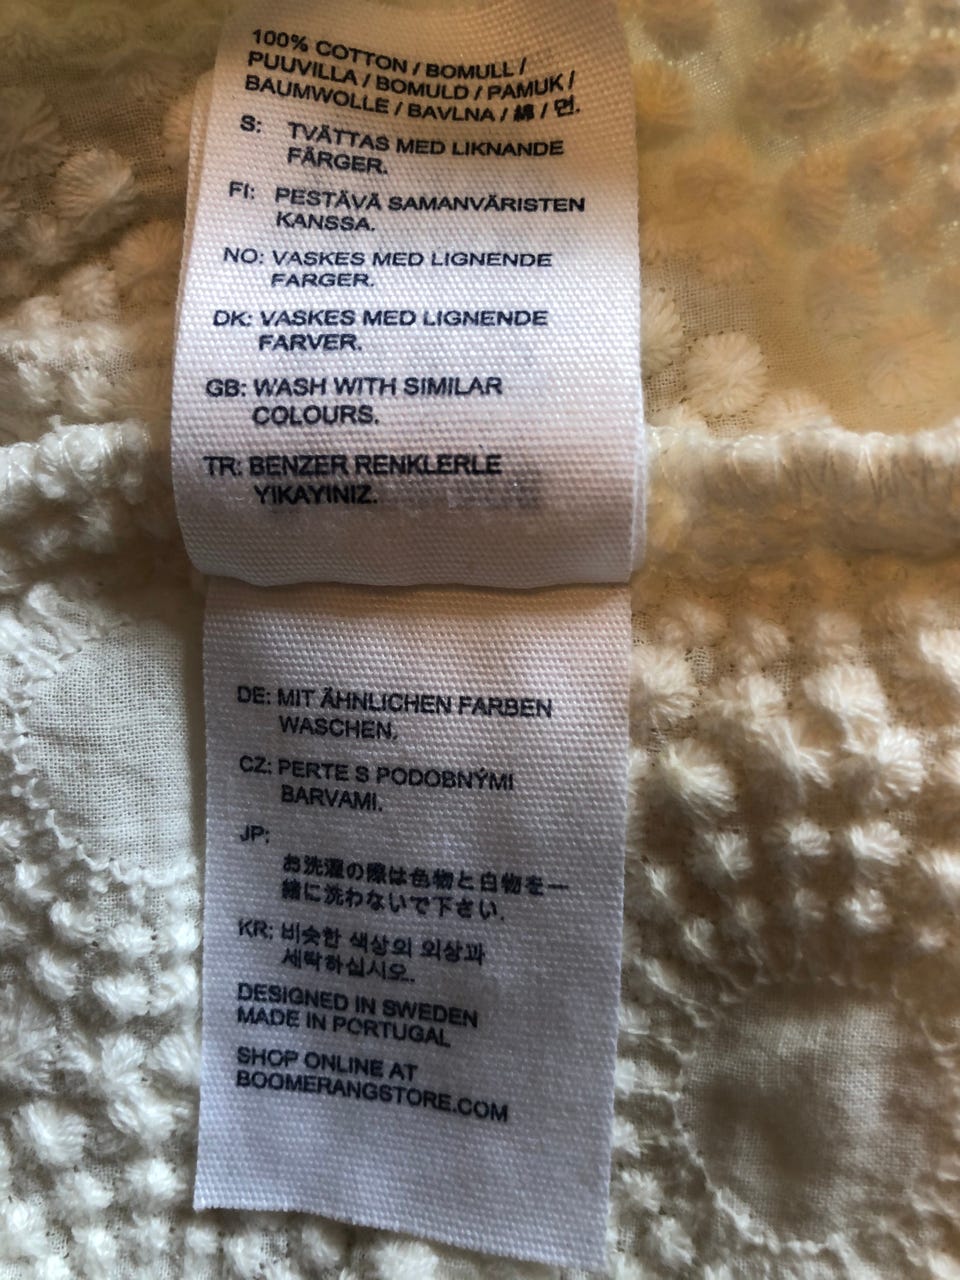 100% COTTON / BOMULL /
PUUVILLA / BOMULD / PAMUK /
BAUMWOLLE / BAVLNA / 綿 / 면.
S: TVÄTTAS MED LIKNANDE
FÄRGER.
FI: PESTÄVÄ SAMANVÄRISTEN
KANSSA.
NO: VASKES MED LIGNENDE
FARGER.
DK: VASKES MED LIGNENDE
FARVER.
GB: WASH WITH SIMILAR
COLOURS.
TR: BENZER RENKLERLE
YIKAYINIZ.
DE: MIT ÄHNLICHEN FARBEN
WASCHEN.
CZ: PERTE S PODOBNÝMI
BARVAMI.
JP:
お洗濯の際は色物と白物を一
緒に洗わないで下さい.
KR: 비슷한 색상의 의상과
세탁하십시오.
DESIGNED IN SWEDEN
MADE IN PORTUGAL
SHOP ONLINE AT
BOOMERANGSTORE.COM